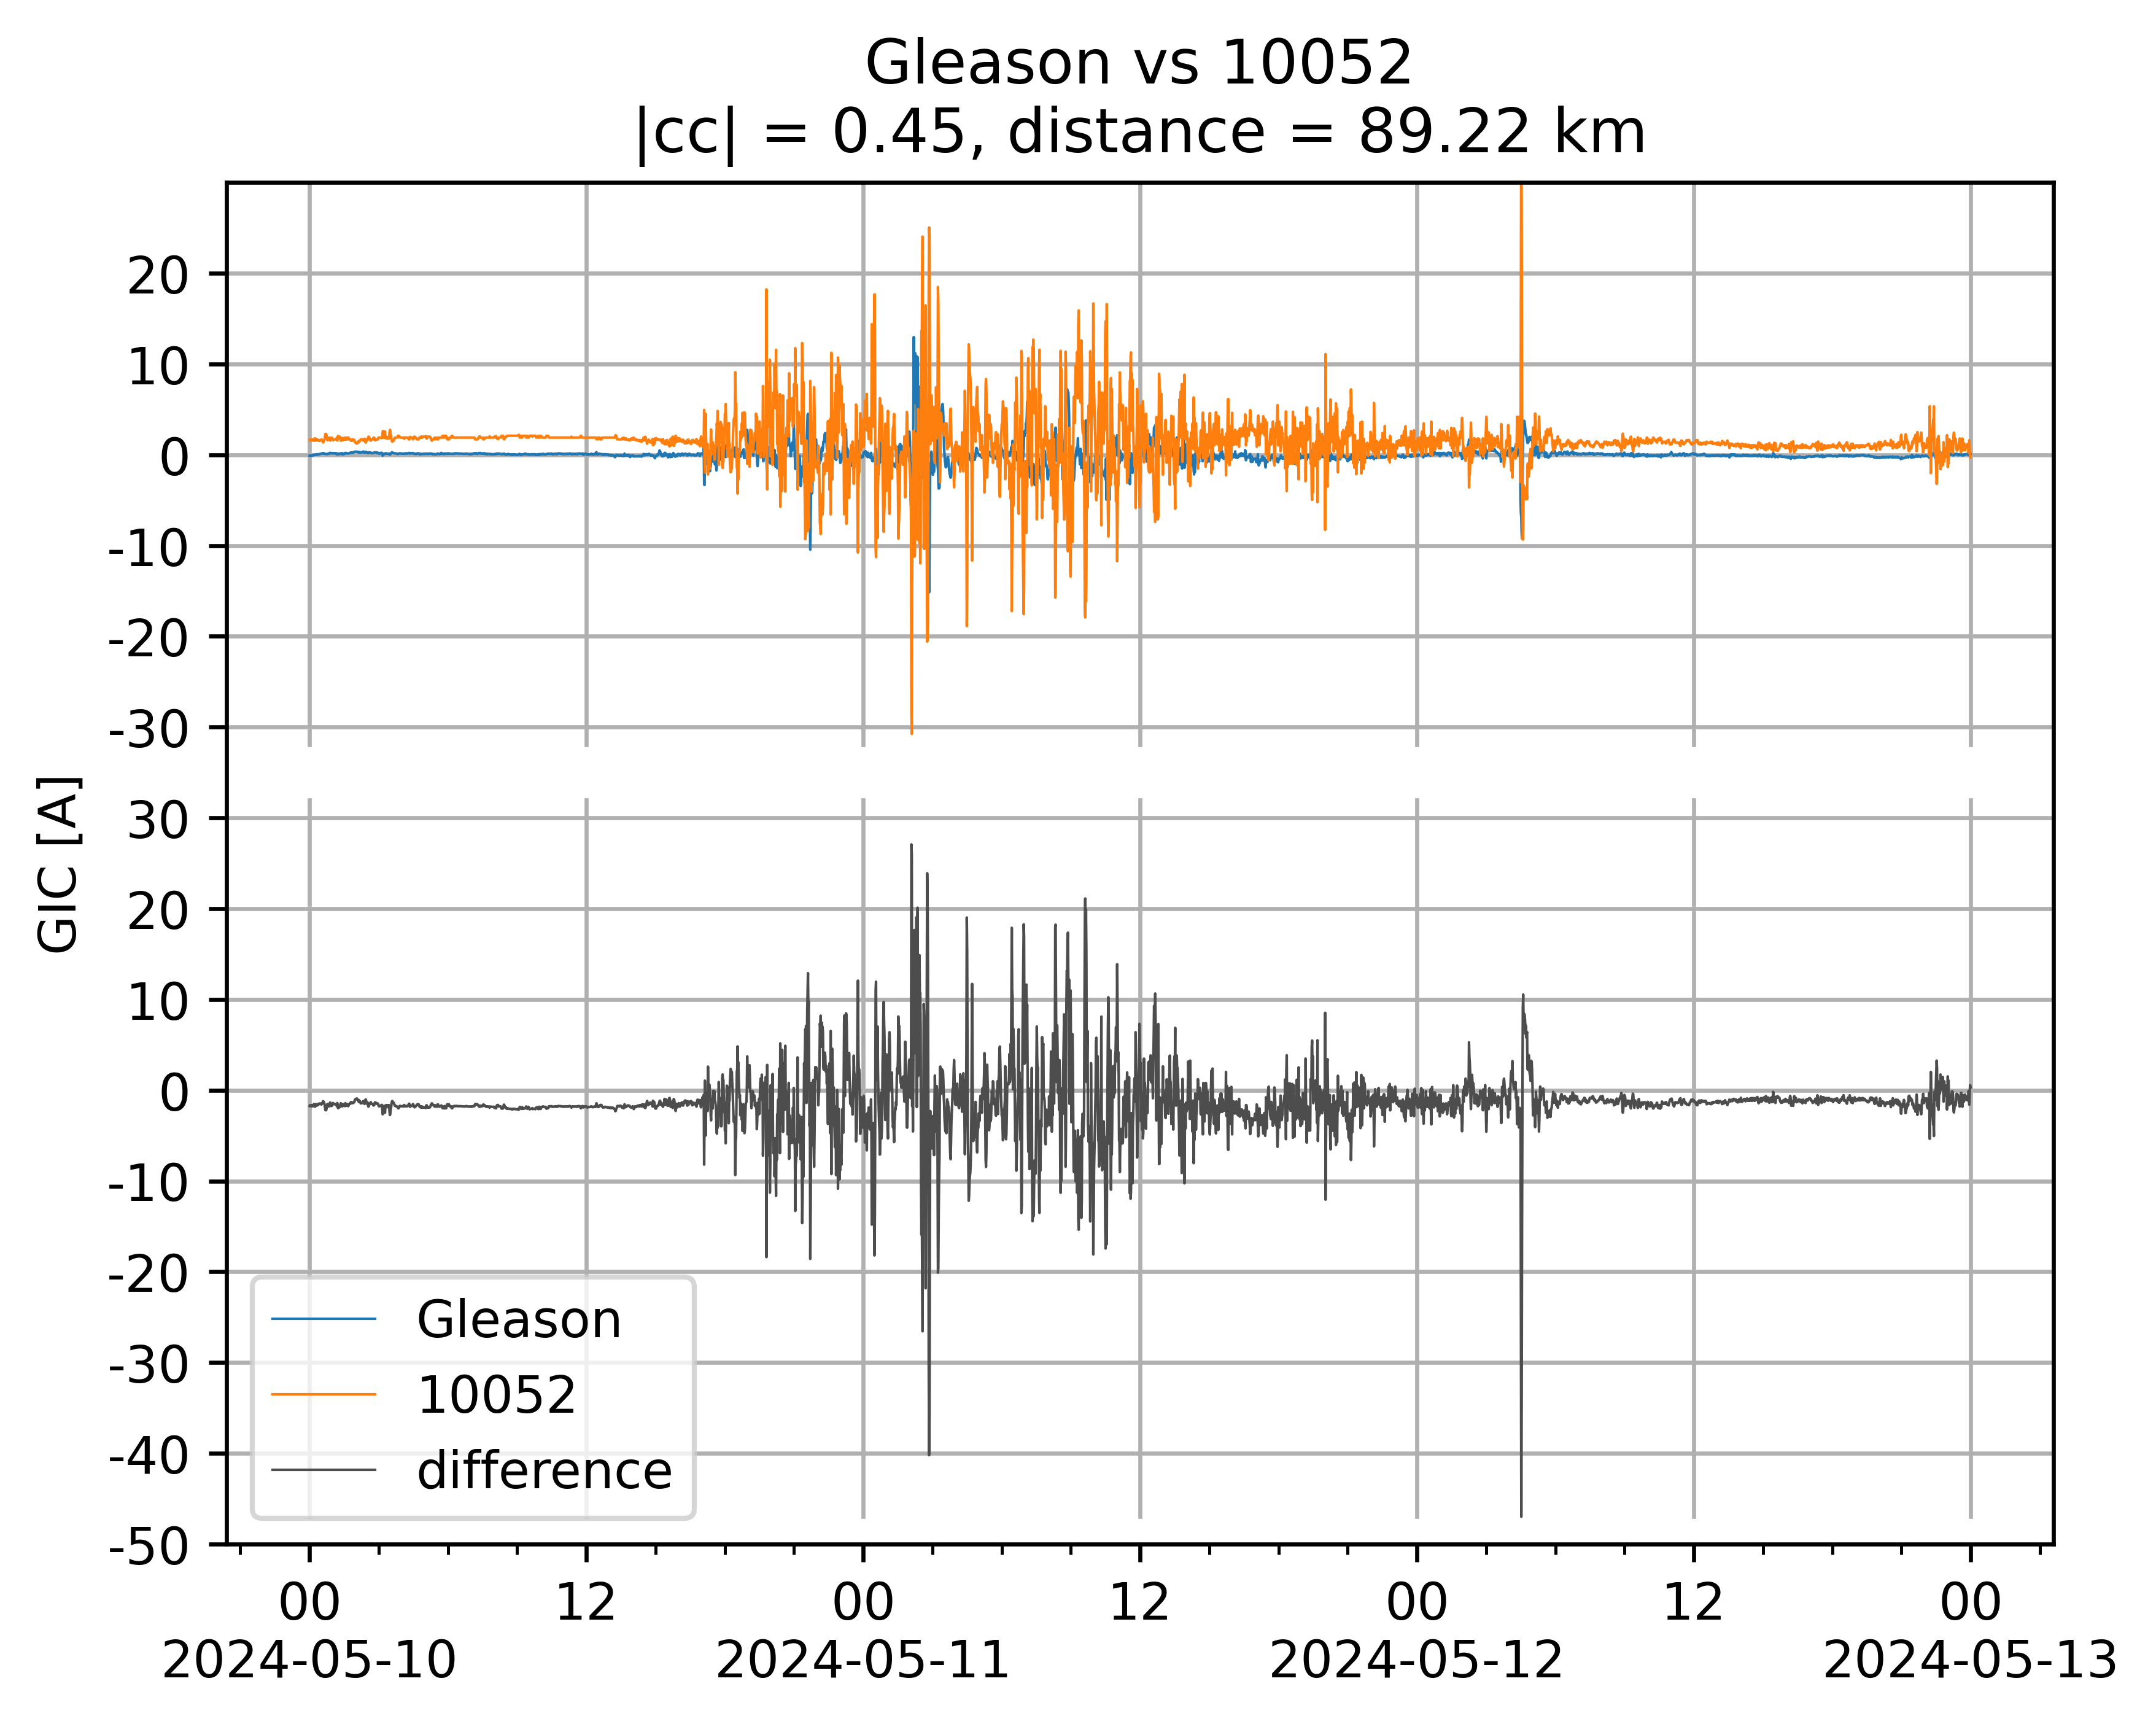 Gleason vs 10052
|cc| = 0.45, distance = 89.22 km
GIC [A]
20
10
0
-10
-20
-30
30
20
10
0
-10
-20
-30
-40
-50
Gleason
10052
difference
00 12 00 12 00 12 00
2024-05-10 2024-05-11 2024-05-12 2024-05-13